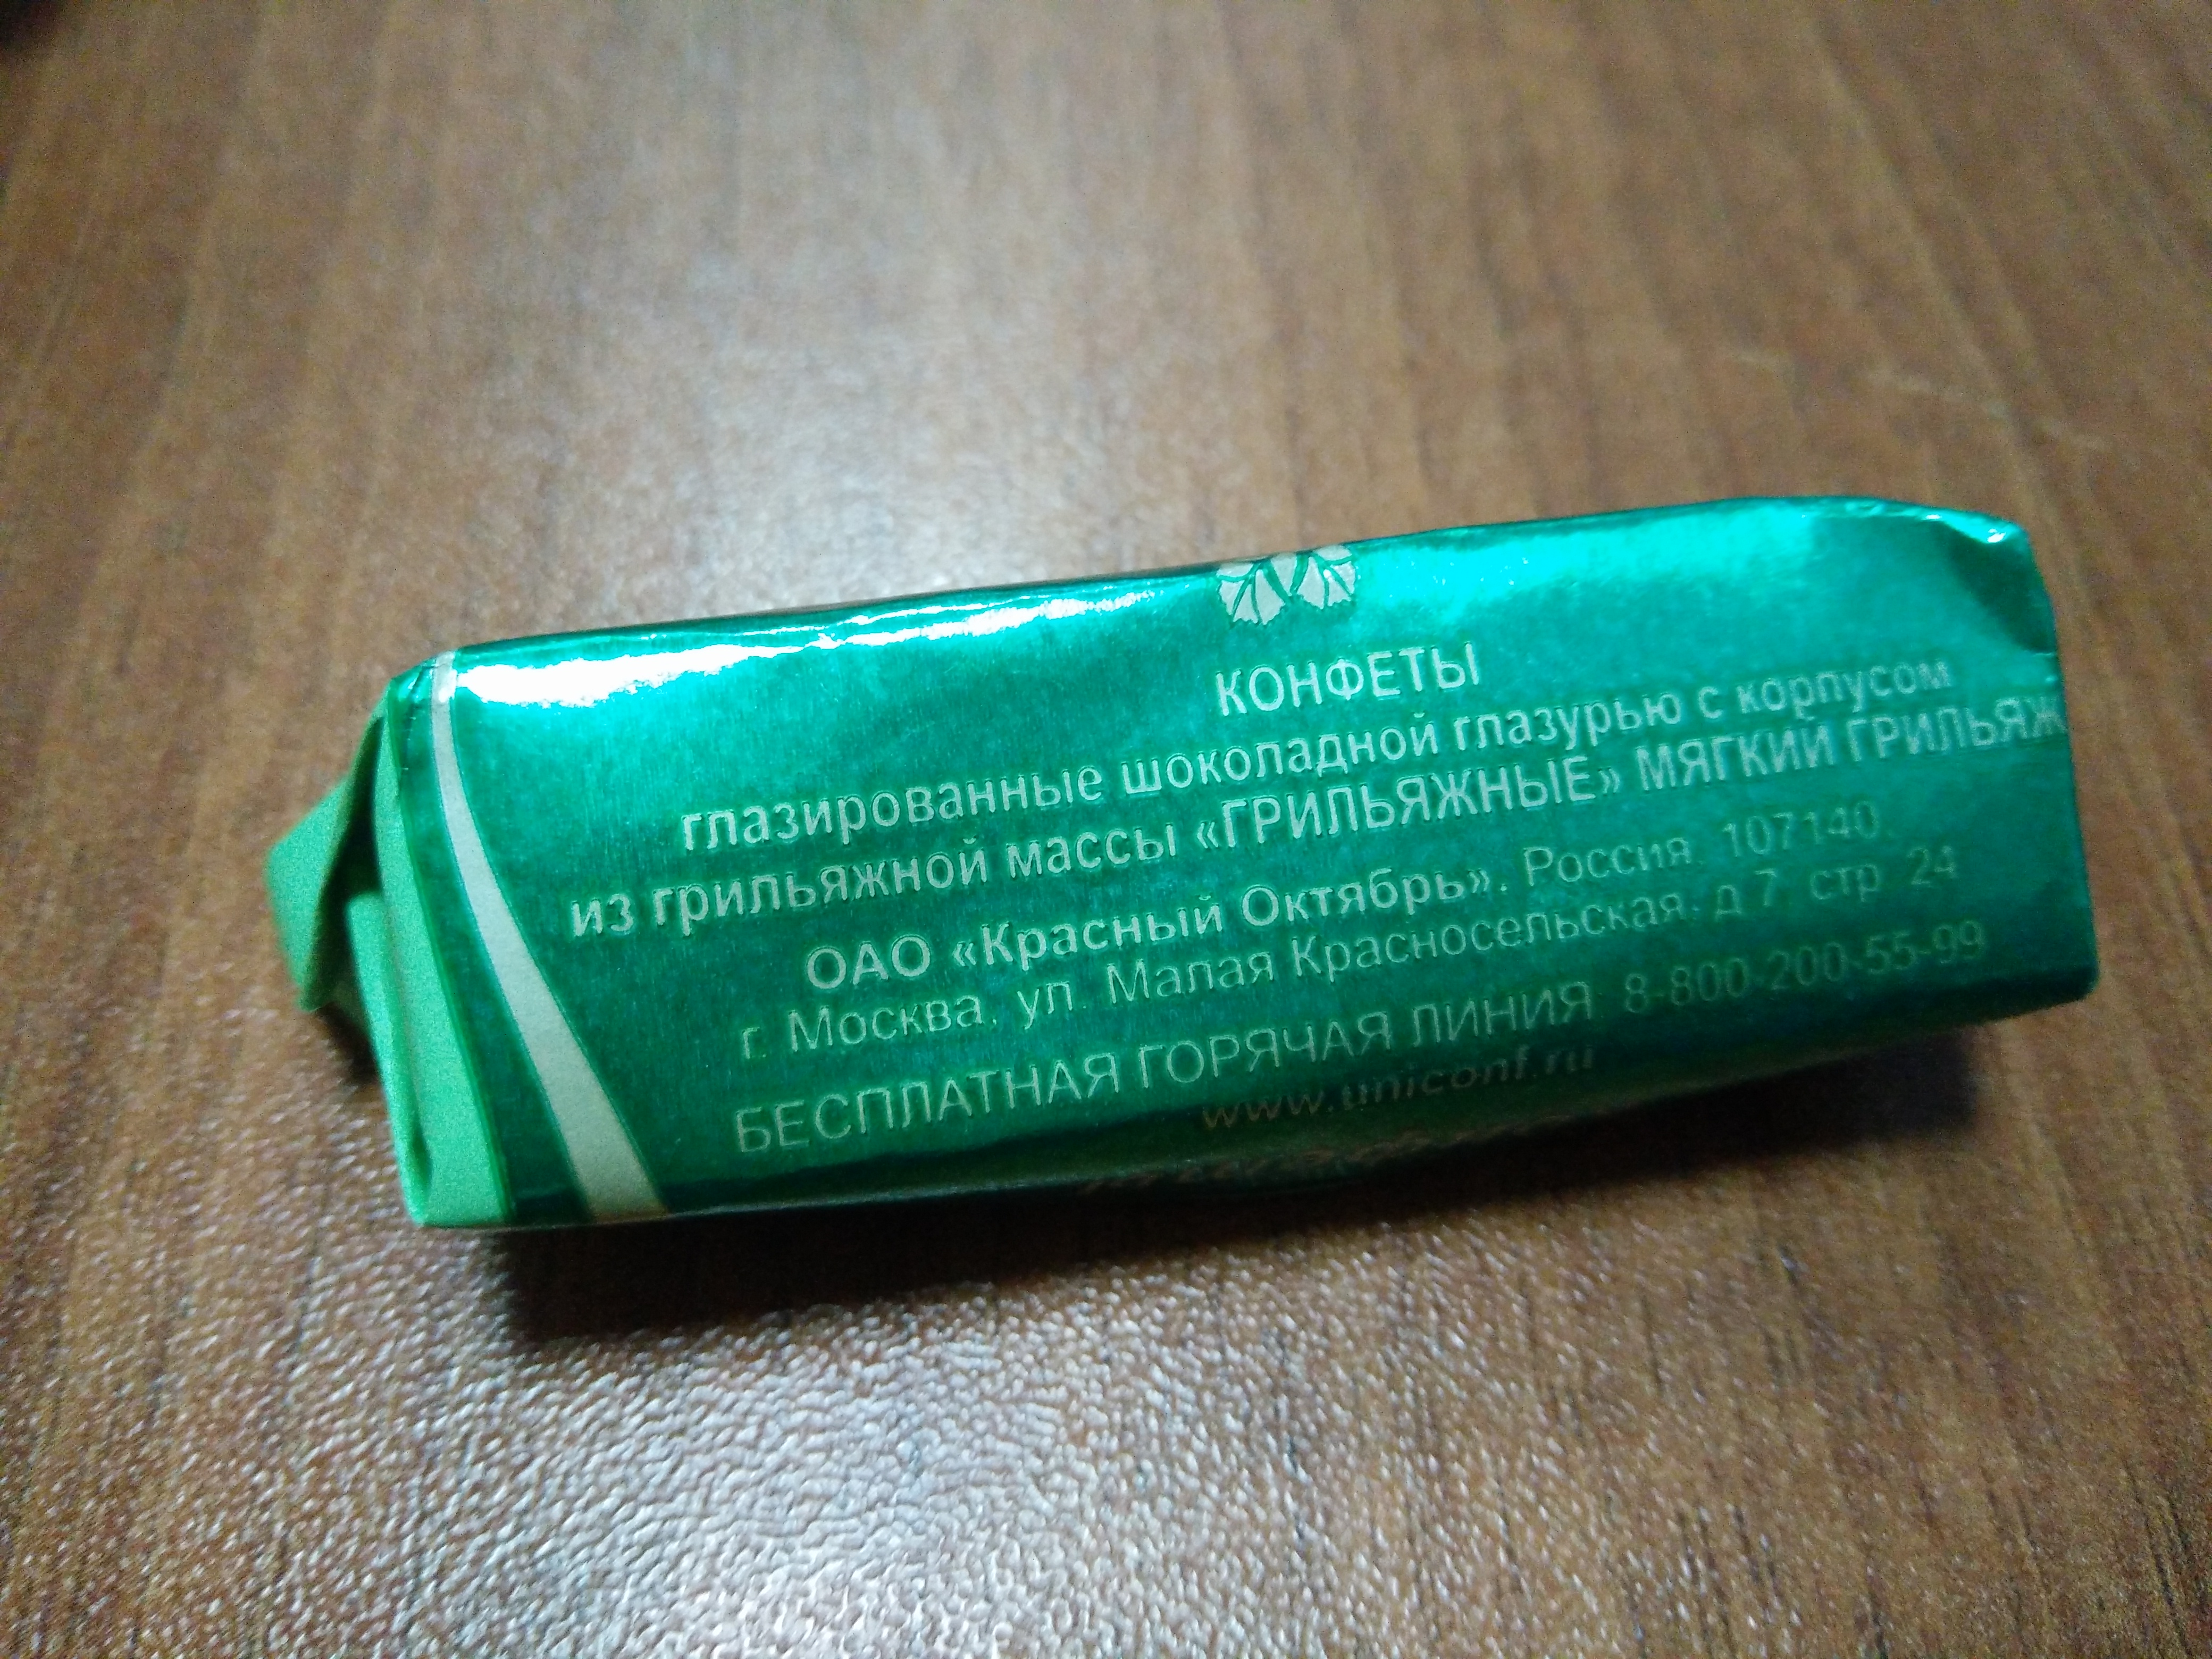 КОНФЕТЫ
глазированные шоколадной глазурью с корпусом
из грильяжной массы «ГРИЛЬЯЖНЫЕ» МЯГКИЙ ГРИЛЬЯЖ
ОАО «Красный Октябрь». Россия, 107140,
г. Москва, ул. Малая Красносельская, д 7, стр 24
БЕСПЛАТНАЯ ГОРЯЧАЯ ЛИНИЯ 8-800-200-55-99
www.uniconf.ru